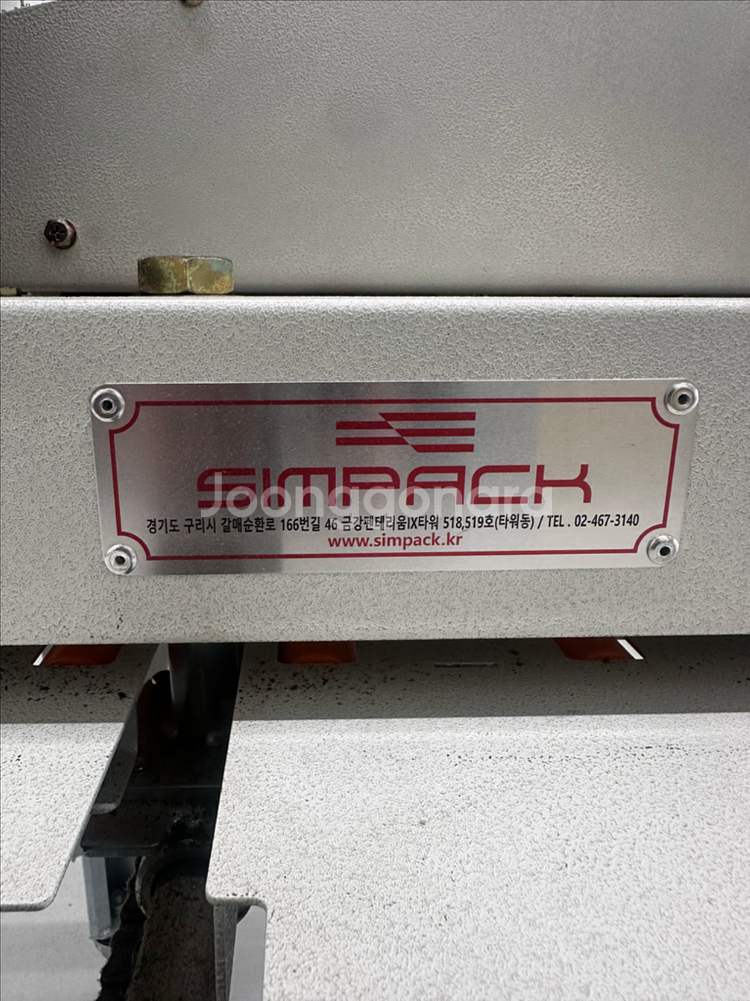 SIMPACK
Joonggonara
경기도 구리시 갈매순환로 166번길 46 금강펜테리움IX타워 518,519호(타워동) / TEL . 02-467-3140
www.simpack.kr